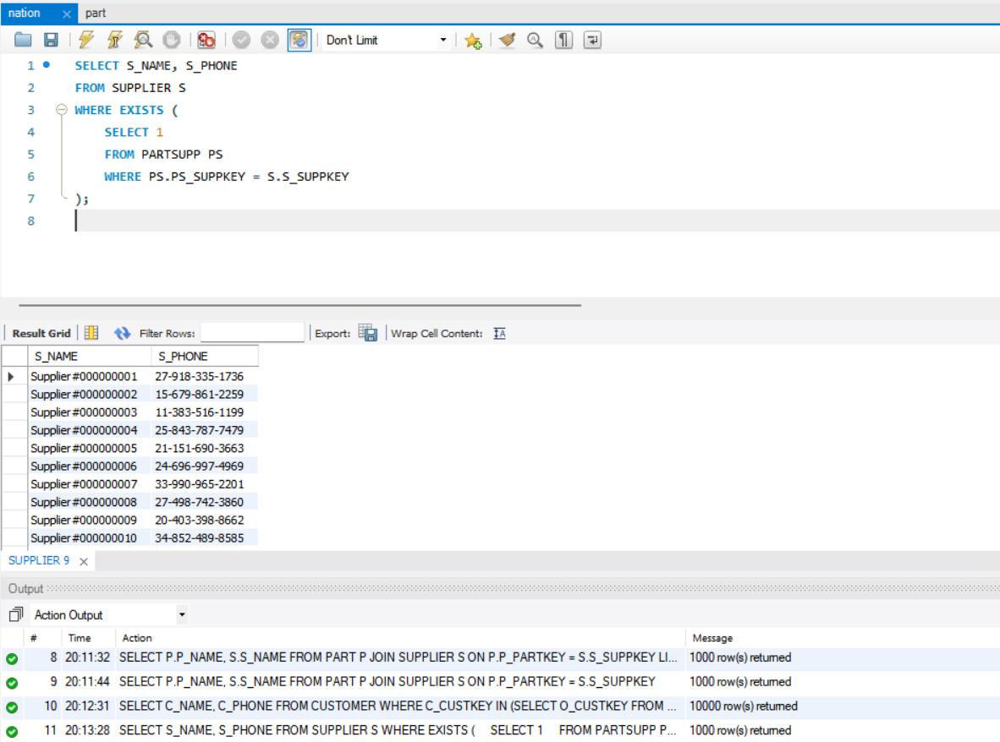 nation part
Don't Limit
1 SELECT S_NAME, S_PHONE
2 FROM SUPPLIER S
3 WHERE EXISTS (
4 SELECT 1
5 FROM PARTSUPP PS
6 WHERE PS.PS_SUPPKEY = S.S_SUPPKEY
7 );
8
Result Grid Filter Rows: Export: Wrap Cell Content:
S_NAME S_PHONE
Supplier#000000001 27-918-335-1736
Supplier#000000002 15-679-861-2259
Supplier#000000003 11-383-516-1199
Supplier#000000004 25-843-787-7479
Supplier#000000005 21-151-690-3663
Supplier#000000006 24-696-997-4969
Supplier#000000007 33-990-965-2201
Supplier#000000008 27-498-742-3860
Supplier#000000009 20-403-398-8662
Supplier#000000010 34-852-489-8585
SUPPLIER 9
Output
Action Output
# Time Action Message
8 20:11:32 SELECT P.P_NAME, S.S_NAME FROM PART P JOIN SUPPLIER S ON P.P_PARTKEY = S.S_SUPPKEY LI... 1000 row(s) returned
9 20:11:44 SELECT P.P_NAME, S.S_NAME FROM PART P JOIN SUPPLIER S ON P.P_PARTKEY = S.S_SUPPKEY 1000 row(s) returned
10 20:12:31 SELECT C_NAME, C_PHONE FROM CUSTOMER WHERE C_CUSTKEY IN (SELECT O_CUSTKEY FROM ... 10000 row(s) returned
11 20:13:28 SELECT S_NAME, S_PHONE FROM SUPPLIER S WHERE EXISTS ( SELECT 1 FROM PARTSUPP P... 1000 row(s) returned